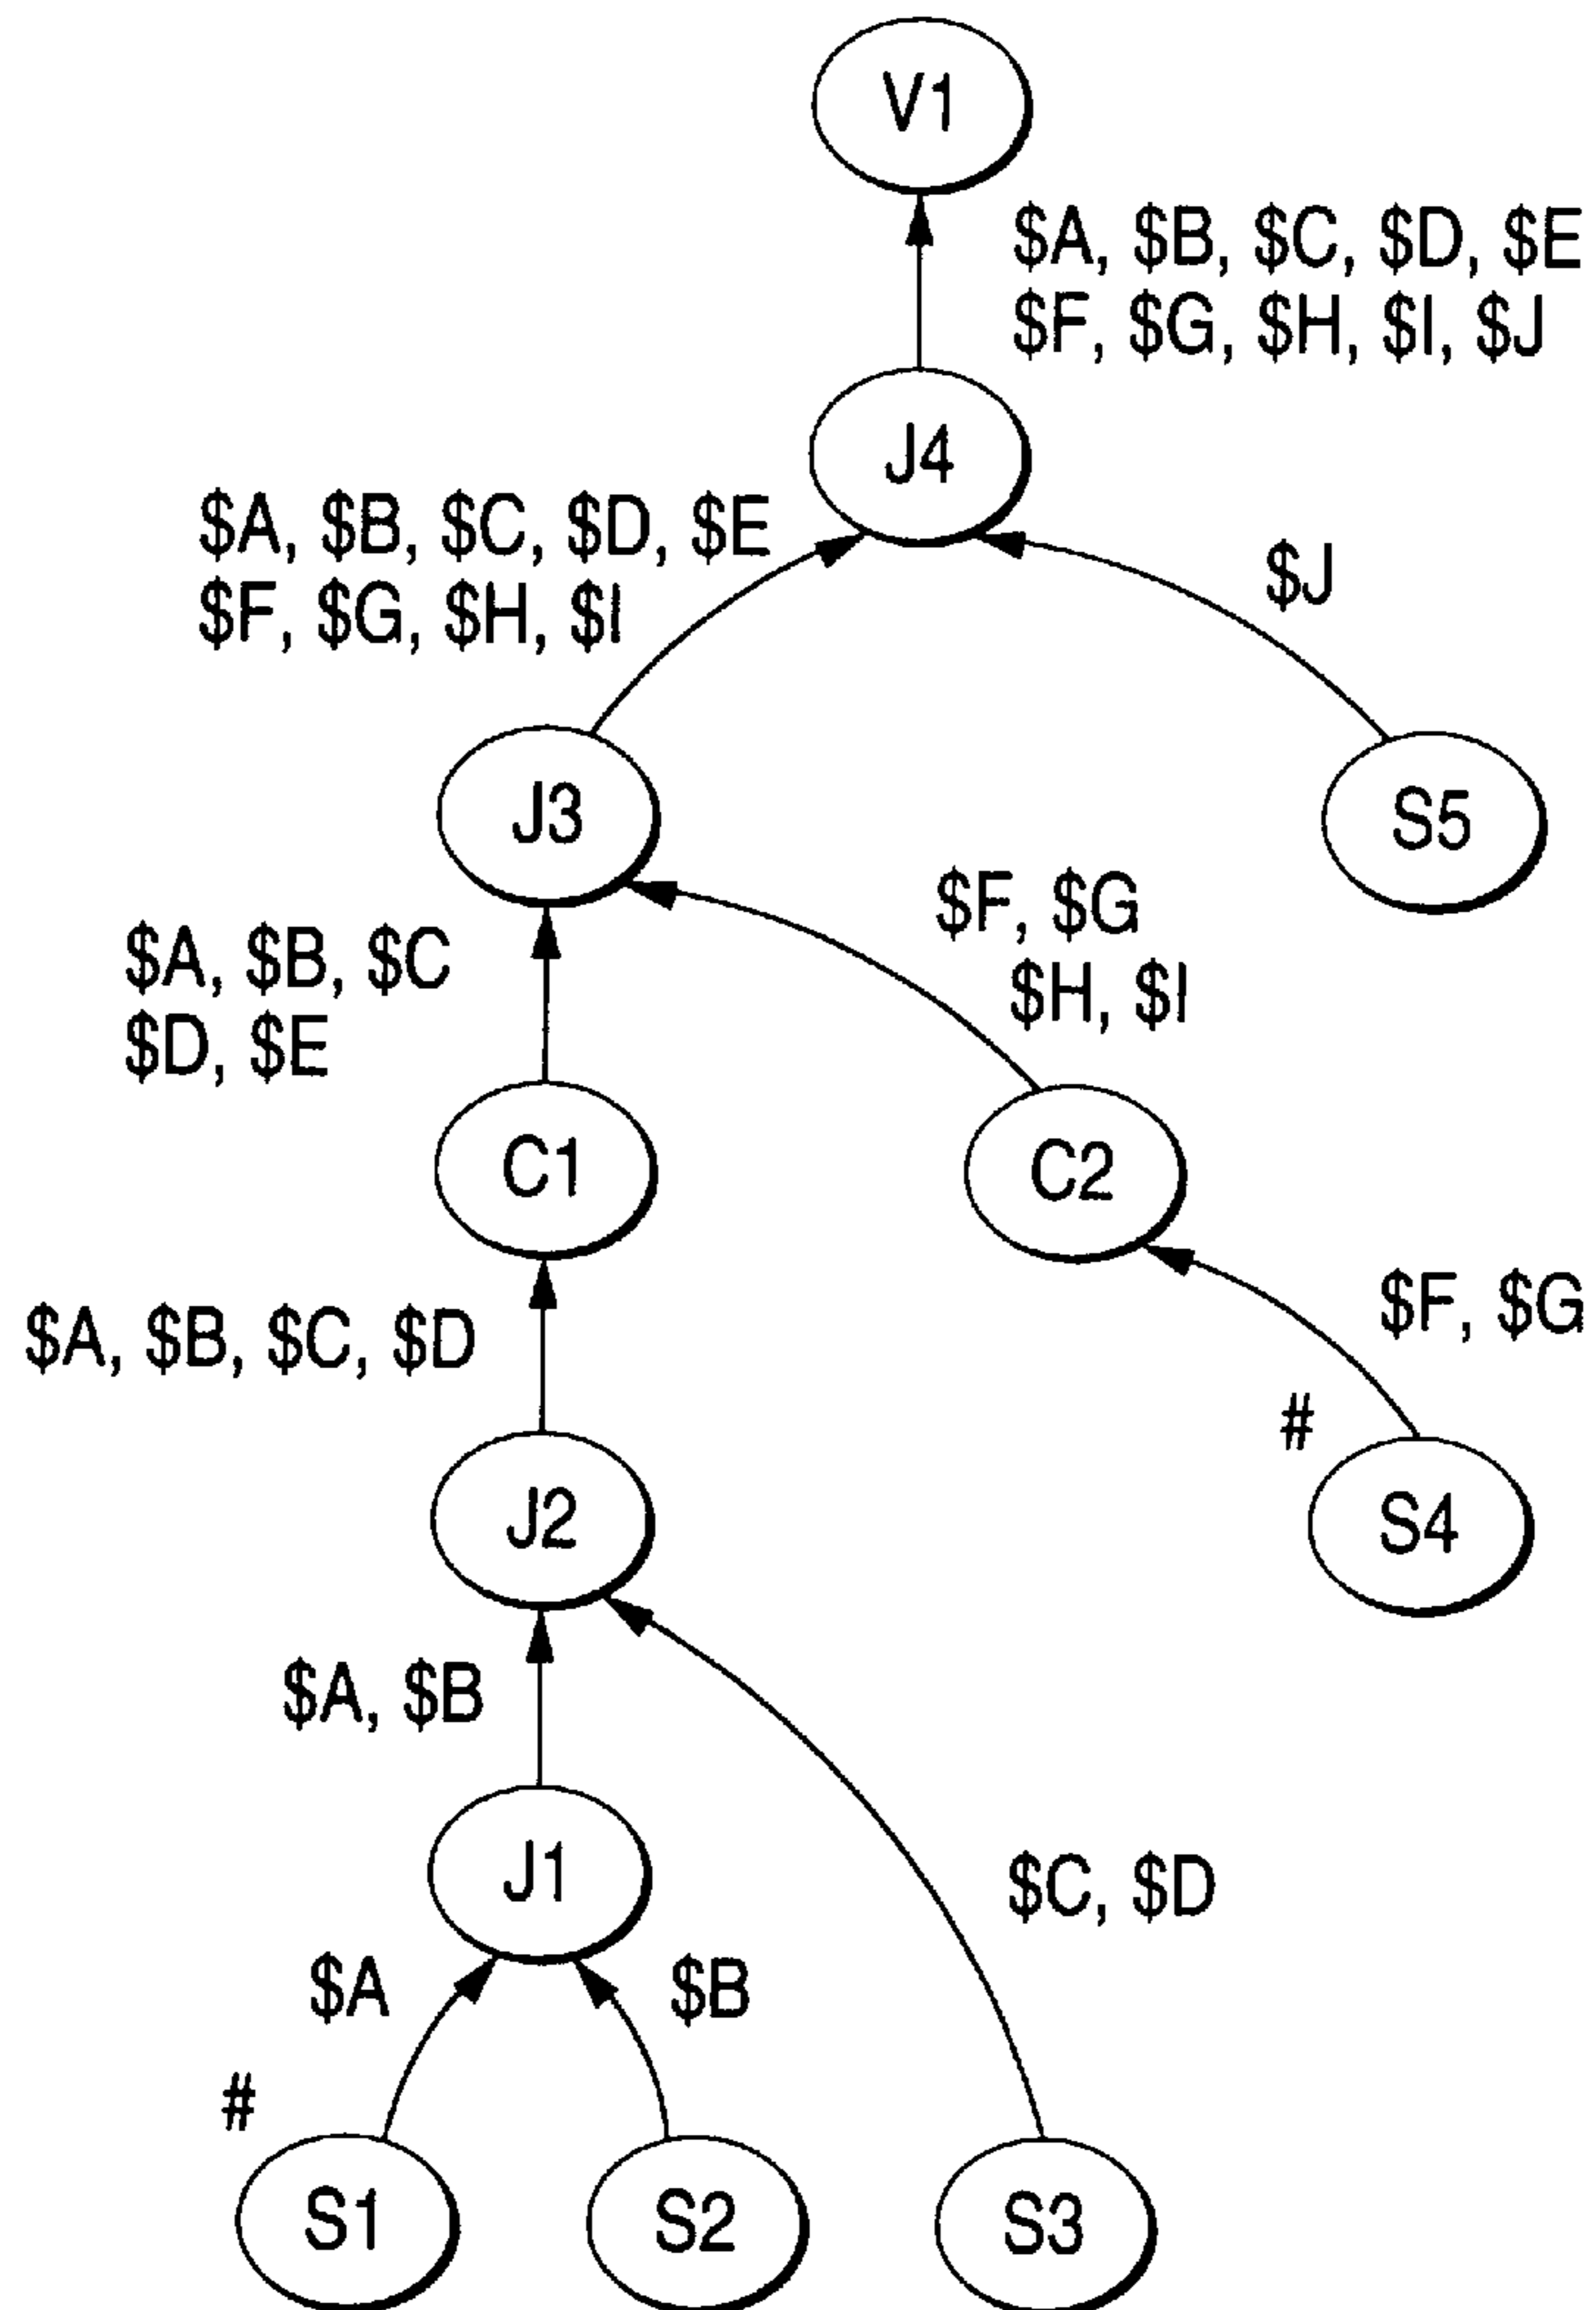 V1
$A, $B, $C, $D, $E
$F, $G, $H, $I, $J
J4
$A, $B, $C, $D, $E
$F, $G, $H, $I
$J
J3
S5
$F, $G
$H, $I
$A, $B, $C
$D, $E
C1
C2
$F, $G
$A, $B, $C, $D
#
J2
S4
$A, $B
J1
$C, $D
$A
$B
#
S1
S2
S3